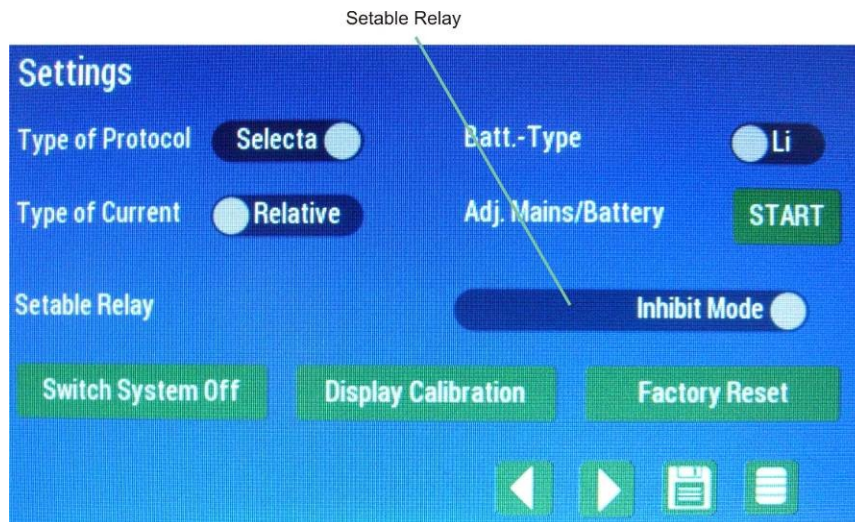 Setable Relay
Settings
Type of Protocol Selecta Batt.-Type Li
Type of Current Relative Adj. Mains/Battery START
Setable Relay Inhibit Mode
Switch System Off Display Calibration Factory Reset